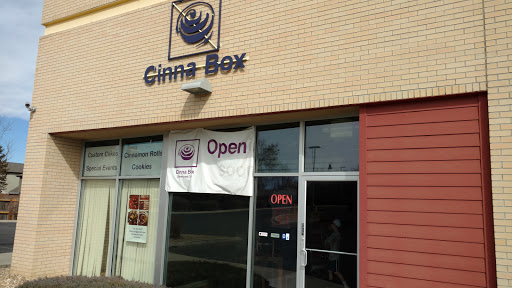 Cinna Box
Custom Cakes
Special Events
Cinnamon Rolls
Cookies
Open
Cinna Box
OPEN